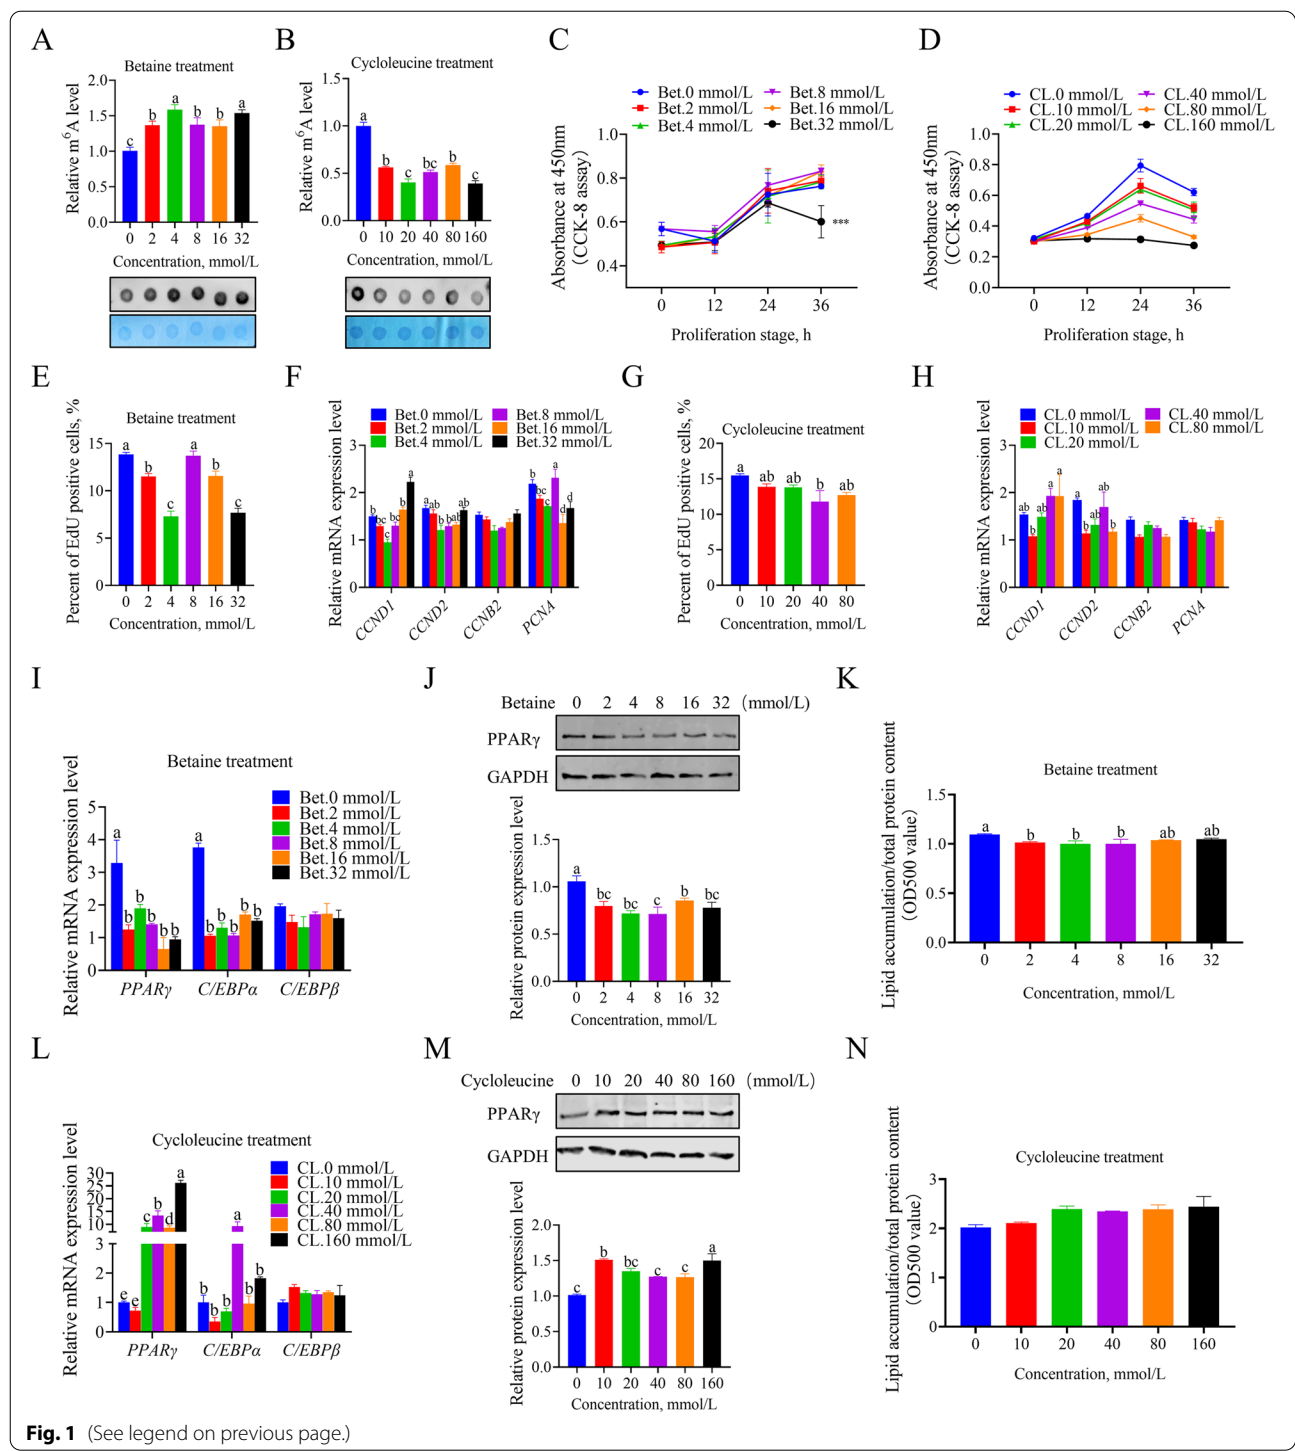 A
Betaine treatment
Relative m6A level
2.0
1.5
1.0
0.5
0.0
c b a b b a
0 2 4 8 16 32
Concentration, mmol/L
B
Cycloleucine treatment
Relative m6A level
1.5
1.0
0.5
0.0
a b c bc b c
0 10 20 40 80 160
Concentration, mmol/L
C
Bet.0 mmol/L Bet.8 mmol/L
Bet.2 mmol/L Bet.16 mmol/L
Bet.4 mmol/L Bet.32 mmol/L
Absorbance at 450nm
(CCK-8 assay)
1.0
0.8
0.6
0.4
***
0 12 24 36
Proliferation stage, h
D
CL.0 mmol/L CL.40 mmol/L
CL.10 mmol/L CL.80 mmol/L
CL.20 mmol/L CL.160 mmol/L
Absorbance at 450nm
(CCK-8 assay)
1.0
0.8
0.6
0.4
0.2
0.0
0 12 24 36
Proliferation stage, h
E
Betaine treatment
Percent of EdU positive cells, %
15
10
5
0
a b c a b c
0 2 4 8 16 32
Concentration, mmol/L
F
Bet.0 mmol/L Bet.8 mmol/L
Bet.2 mmol/L Bet.16 mmol/L
Bet.4 mmol/L Bet.32 mmol/L
Relative mRNA expression level
3
2
1
0
b bc c bc b a
a ab b b ab ab
b bc bc a d d
CCND1 CCND2 CCNB2 PCNA
G
Cycloleucine treatment
Percent of EdU positive cells, %
20
15
10
5
0
a ab ab b ab
0 10 20 40 80
Concentration, mmol/L
H
CL.0 mmol/L CL.40 mmol/L
CL.10 mmol/L CL.80 mmol/L
CL.20 mmol/L
Relative mRNA expression level
3
2
1
0
ab b ab a a
a b ab ab b
CCND1 CCND2 CCNB2 PCNA
I
Betaine treatment
Bet.0 mmol/L
Bet.2 mmol/L
Bet.4 mmol/L
Bet.8 mmol/L
Bet.16 mmol/L
Bet.32 mmol/L
Relative mRNA expression level
5
4
3
2
1
0
a b b b b b
a b b b b b
PPARγ C/EBPα C/EBPβ
J
Betaine 0 2 4 8 16 32 (mmol/L)
PPARγ
GAPDH
Relative protein expression level
1.5
1.0
0.5
0.0
a bc bc c b bc
0 2 4 8 16 32
Concentration, mmol/L
K
Betaine treatment
Lipid accumulation/total protein content
(OD500 value)
1.5
1.0
0.5
0.0
a b b b ab ab
0 2 4 8 16 32
Concentration, mmol/L
L
Cycloleucine treatment
CL.0 mmol/L
CL.10 mmol/L
CL.20 mmol/L
CL.40 mmol/L
CL.80 mmol/L
CL.160 mmol/L
Relative mRNA expression level
30
25
20
15
10
3
2
1
0
e e c b d a
b b b a b b
PPARγ C/EBPα C/EBPβ
M
Cycloleucine 0 10 20 40 80 160 (mmol/L)
PPARγ
GAPDH
Relative protein expression level
2.0
1.5
1.0
0.5
0.0
c b bc c c a
0 10 20 40 80 160
Concentration, mmol/L
N
Cycloleucine treatment
Lipid accumulation/total protein content
(OD500 value)
3
2
1
0
0 10 20 40 80 160
Concentration, mmol/L
Fig. 1 (See legend on previous page.)